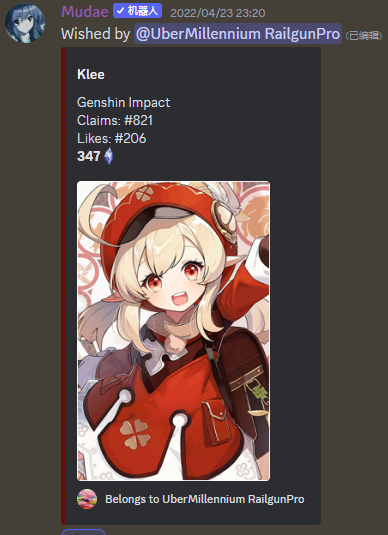 Mudae ✓ 机器人 2022/04/23 23:20
Wished by @UberMillennium RailgunPro (已编辑)
Klee
Genshin Impact
Claims: #821
Likes: #206
347
Belongs to UberMillennium RailgunPro